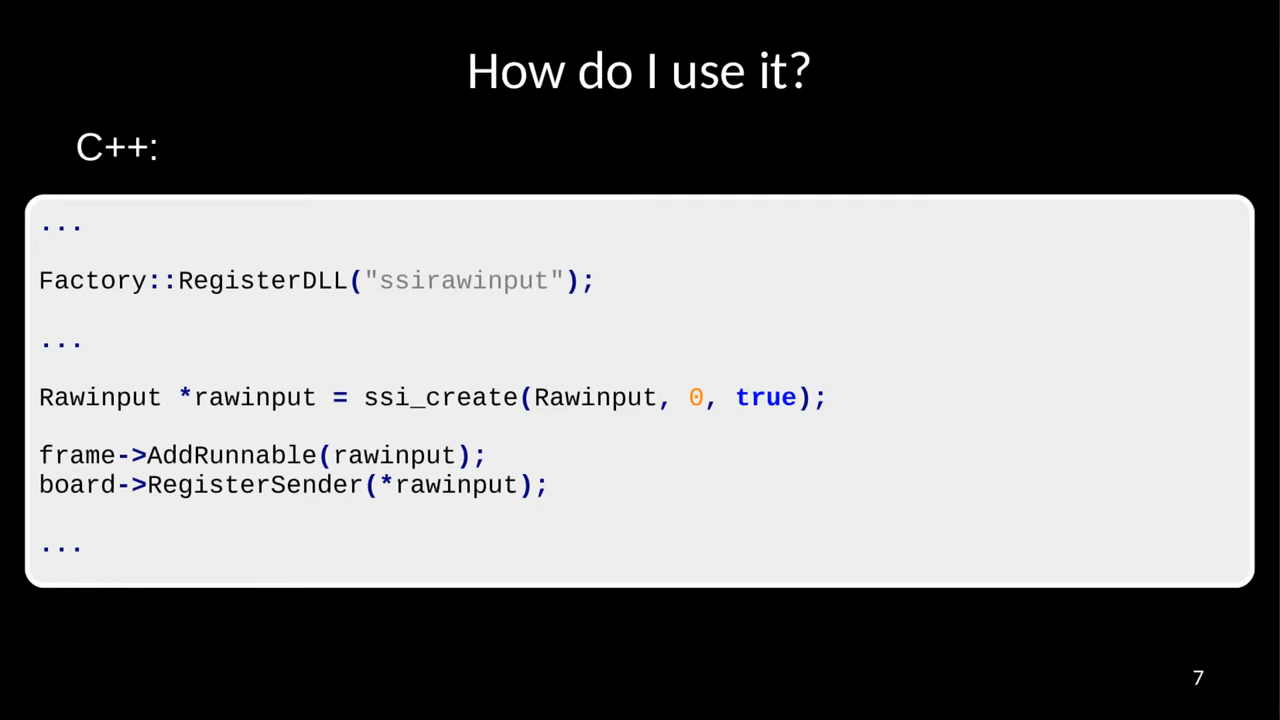 How do I use it?
C++:
...
Factory::RegisterDLL("ssirawinput");
...
Rawinput *rawinput = ssi_create(Rawinput, 0, true);
frame->AddRunnable(rawinput);
board->RegisterSender(*rawinput);
...
7